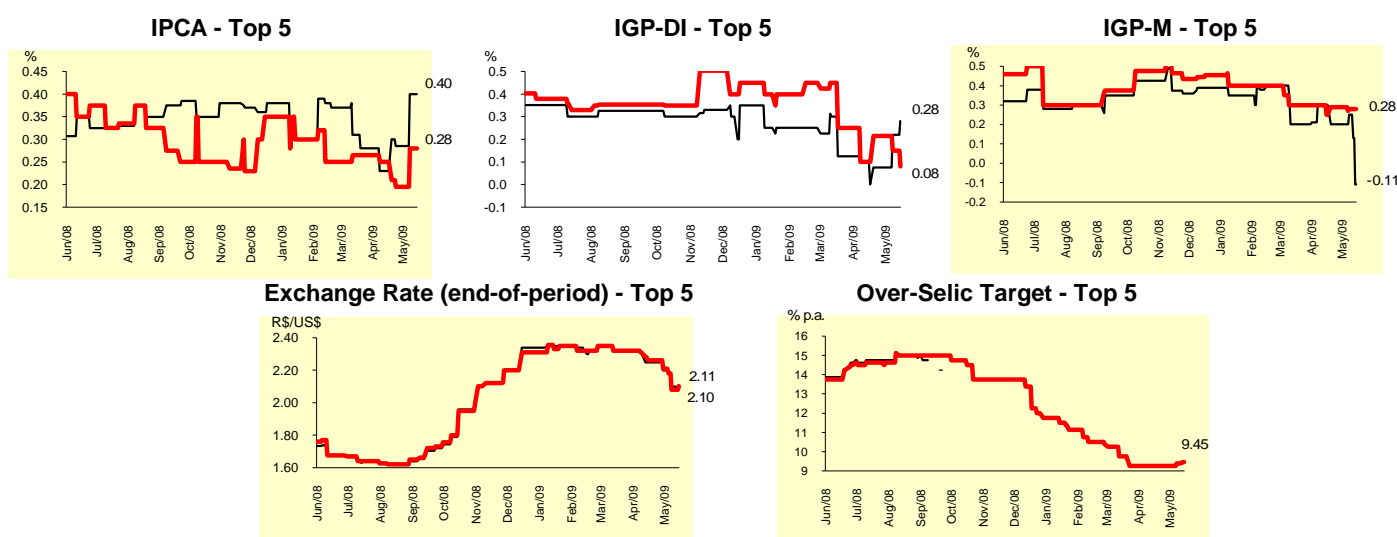 IPCA - Top 5
%
0.45
0.40
0.35
0.30
0.25
0.20
0.15
0.40
0.28
Jun/08
Jul/08
Aug/08
Sep/08
Oct/08
Nov/08
Dec/08
Jan/09
Feb/09
Mar/09
Apr/09
May/09
IGP-DI - Top 5
%
0.5
0.4
0.3
0.2
0.1
0.0
-0.1
0.28
0.08
Jun/08
Jul/08
Aug/08
Sep/08
Oct/08
Nov/08
Dec/08
Jan/09
Feb/09
Mar/09
Apr/09
May/09
IGP-M - Top 5
%
0.5
0.4
0.3
0.2
0.1
0.0
-0.1
-0.2
0.28
-0.11
Jun/08
Jul/08
Aug/08
Sep/08
Oct/08
Nov/08
Dec/08
Jan/09
Feb/09
Mar/09
Apr/09
May/09
Exchange Rate (end-of-period) - Top 5
R$/US$
2.40
2.20
2.00
1.80
1.60
2.11
2.10
Jun/08
Jul/08
Aug/08
Sep/08
Oct/08
Nov/08
Dec/08
Jan/09
Feb/09
Mar/09
Apr/09
May/09
Over-Selic Target - Top 5
% p.a.
16
15
14
13
12
11
10
9
9.45
Jun/08
Jul/08
Aug/08
Sep/08
Oct/08
Nov/08
Dec/08
Jan/09
Feb/09
Mar/09
Apr/09
May/09